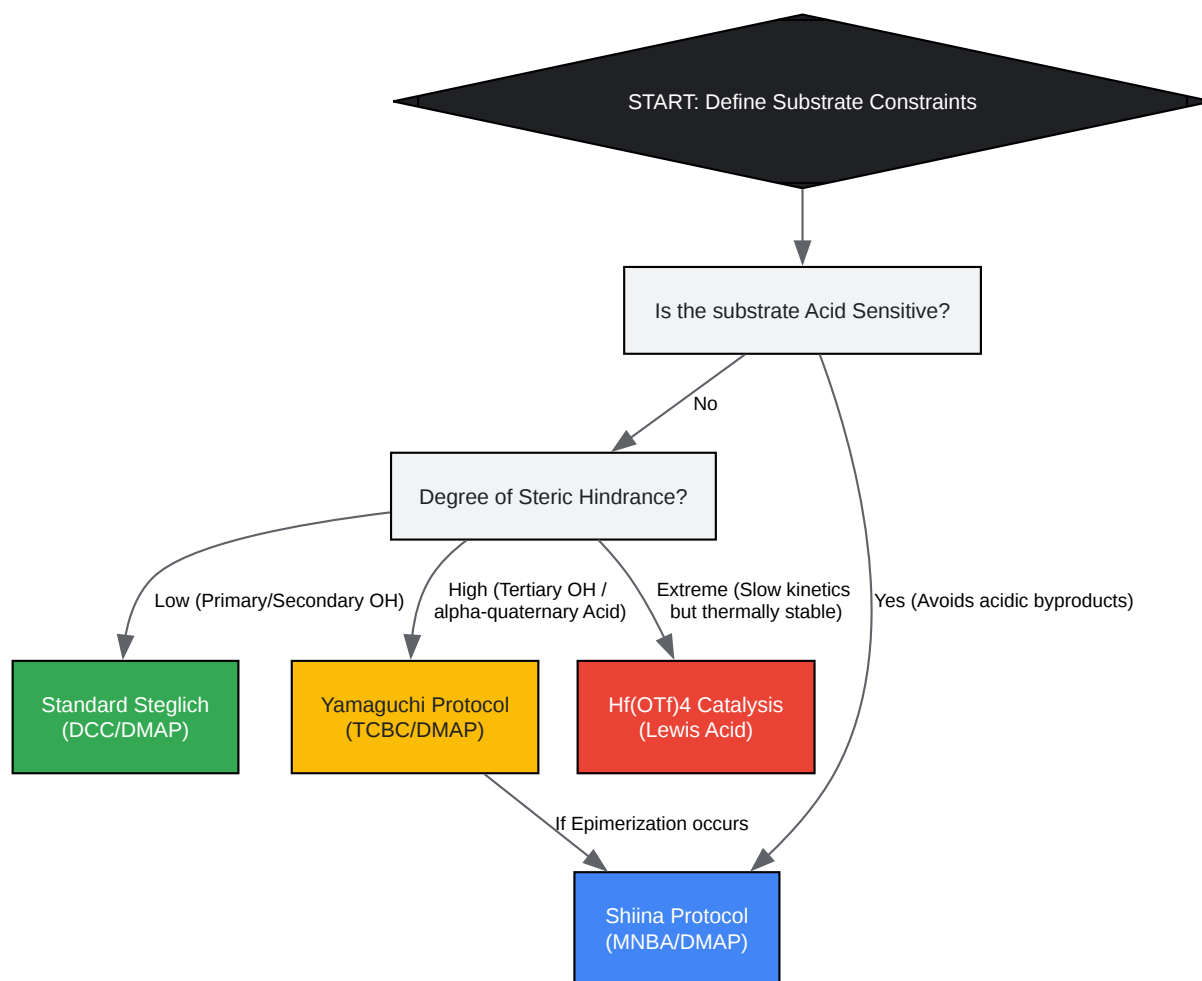 START: Define Substrate Constraints
Is the substrate Acid Sensitive?
No
Degree of Steric Hindrance?
Low (Primary/Secondary OH)
High (Tertiary OH /
alpha-quaternary Acid)
Extreme (Slow kinetics
but thermally stable)
Yes (Avoids acidic byproducts)
Standard Steglich
(DCC/DMAP)
Yamaguchi Protocol
(TCBC/DMAP)
Hf(OTf)4 Catalysis
(Lewis Acid)
If Epimerization occurs
Shiina Protocol
(MNBA/DMAP)